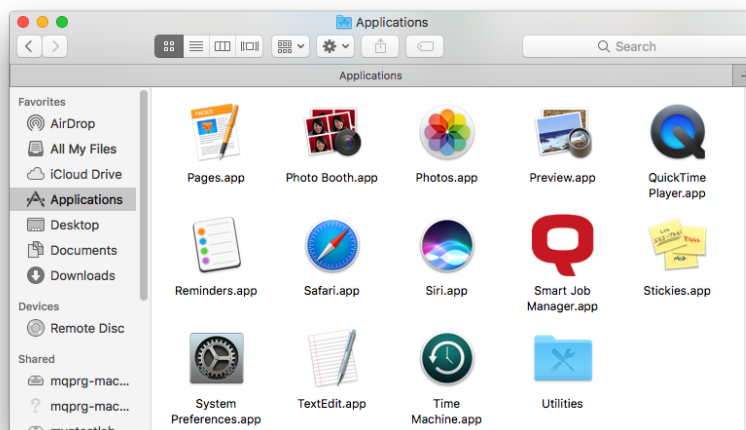 Applications
Search
Applications
Favorites
AirDrop
All My Files
iCloud Drive
Applications
Desktop
Documents
Downloads
Devices
Remote Disc
Shared
mqprg-mac...
mqprg-mac...
PAGES
Pages.app
Photo Booth.app
Photos.app
Preview.app
QuickTime
Player.app
Reminders.app
Safari.app
Siri.app
Smart Job
Manager.app
Stickies.app
System
Preferences.app
TextEdit.app
Time
Machine.app
Utilities